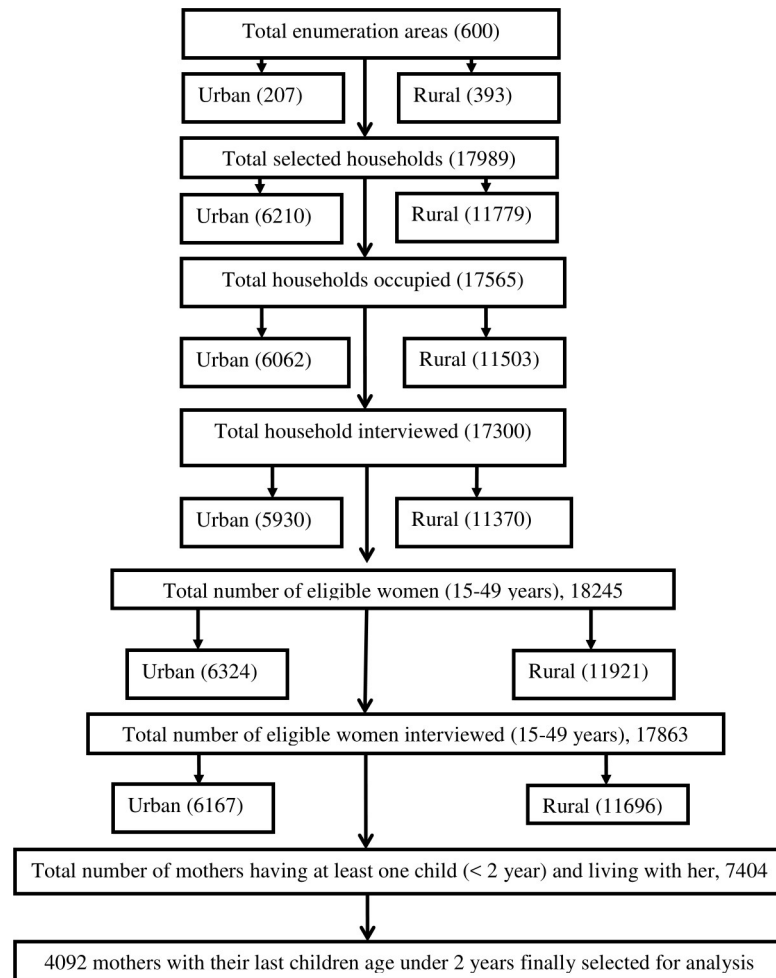 Total enumeration areas (600)
Urban (207)
Rural (393)
Total selected households (17989)
Urban (6210)
Rural (11779)
Total households occupied (17565)
Urban (6062)
Rural (11503)
Total household interviewed (17300)
Urban (5930)
Rural (11370)
Total number of eligible women (15-49 years), 18245
Urban (6324)
Rural (11921)
Total number of eligible women interviewed (15-49 years), 17863
Urban (6167)
Rural (11696)
Total number of mothers having at least one child (< 2 year) and living with her, 7404
4092 mothers with their last children age under 2 years finally selected for analysis